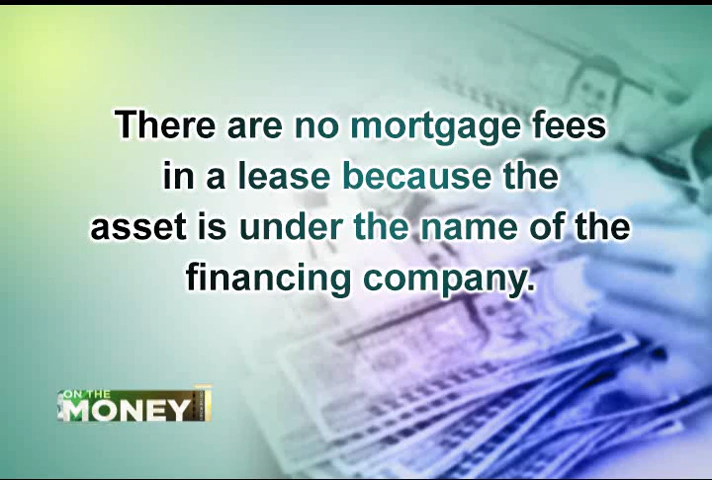 There are no mortgage fees
in a lease because the
asset is under the name of the
financing company.
ON THE
MONEY